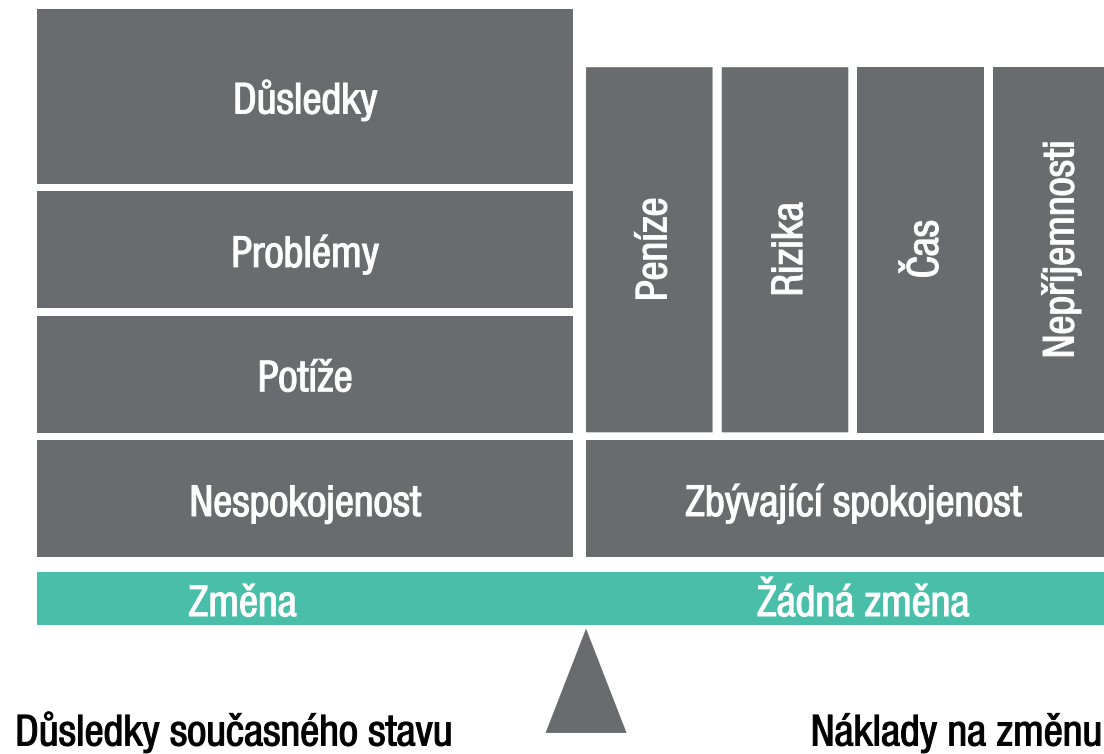 Důsledky
Problémy
Potíže
Nespokojenost
Peníze
Rizika
Čas
Nepříjemnosti
Zbývající spokojenost
Změna
Žádná změna
Důsledky současného stavu
Náklady na změnu